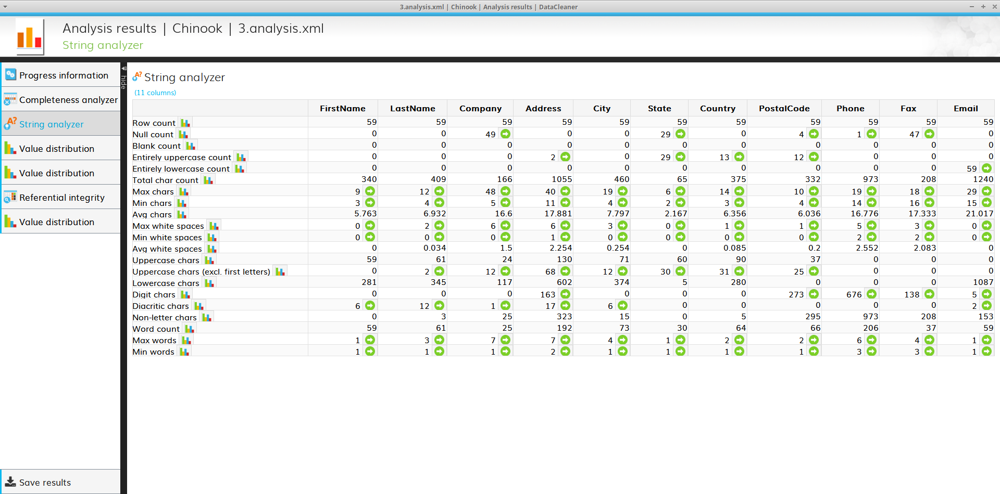 3.analysis.xml | Chinook | Analysis results | DataCleaner
Analysis results | Chinook | 3.analysis.xml
String analyzer
Progress information
Completeness analyzer
String analyzer
Value distribution
Value distribution
Referential integrity
Value distribution
Save results
hide
String analyzer
(11 columns)
FirstName LastName Company Address City State Country PostalCode Phone Fax Email
Row count 59 59 59 59 59 59 59 59 59 59 59
Null count 0 0 49 0 0 29 0 4 1 47 0
Blank count 0 0 0 0 0 0 0 0 0 0 0
Entirely uppercase count 0 0 0 2 0 29 13 12 0 0 0
Entirely lowercase count 0 0 0 0 0 0 0 0 0 0 59
Total char count 340 409 166 1055 460 65 375 332 973 208 1240
Max chars 9 12 48 40 19 6 14 10 19 18 29
Min chars 3 4 5 11 4 2 3 4 14 16 15
Avg chars 5.763 6.932 16.6 17.881 7.797 2.167 6.356 6.036 16.776 17.333 21.017
Max white spaces 0 2 6 6 3 0 1 1 5 3 0
Min white spaces 0 0 0 1 0 0 0 0 2 2 0
Avg white spaces 0 0.034 1.5 2.254 0.254 0 0.085 0.2 2.552 2.083 0
Uppercase chars 59 61 24 130 71 60 90 37 0 0 0
Uppercase chars (excl. first letters) 0 2 12 68 12 30 31 25 0 0 0
Lowercase chars 281 345 117 602 374 5 280 0 0 0 1087
Digit chars 0 0 0 163 0 0 0 273 676 138 5
Diacritic chars 6 12 1 17 6 0 0 0 0 0 2
Non-letter chars 0 3 25 323 15 0 5 295 973 208 153
Word count 59 61 25 192 73 30 64 66 206 37 59
Max words 1 3 7 7 4 1 2 2 6 4 1
Min words 1 1 1 2 1 1 1 1 3 3 1